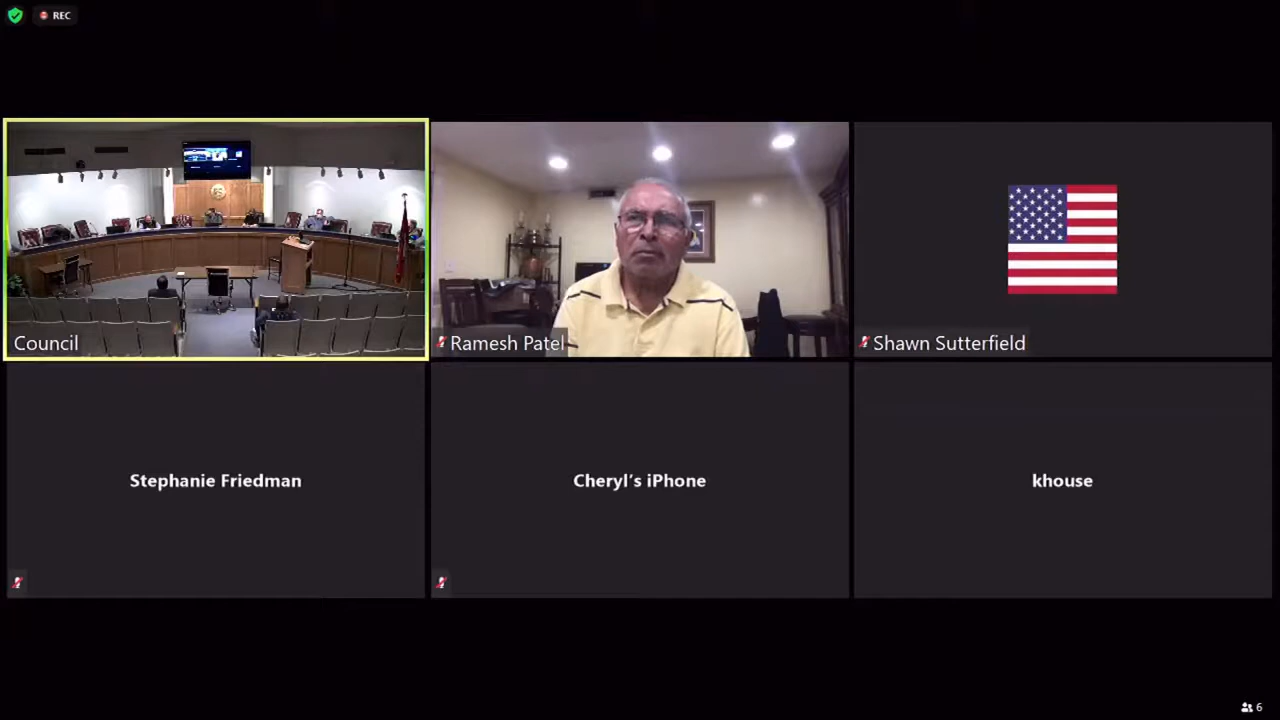 REC
Council
Ramesh Patel
Shawn Sutterfield
Stephanie Friedman
Cheryl’s iPhone
khouse
6